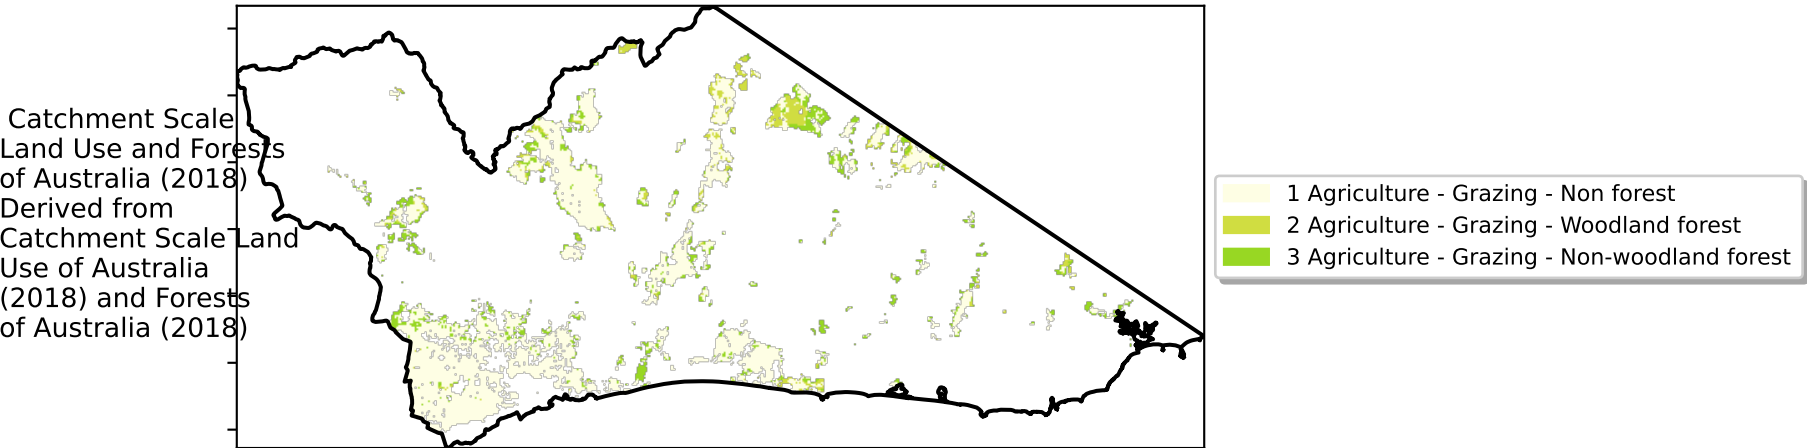 Catchment Scale
Land Use and Forests
of Australia (2018)
Derived from
Catchment Scale Land
Use of Australia
(2018) and Forests
of Australia (2018)
1 Agriculture - Grazing - Non forest
2 Agriculture - Grazing - Woodland forest
3 Agriculture - Grazing - Non-woodland forest